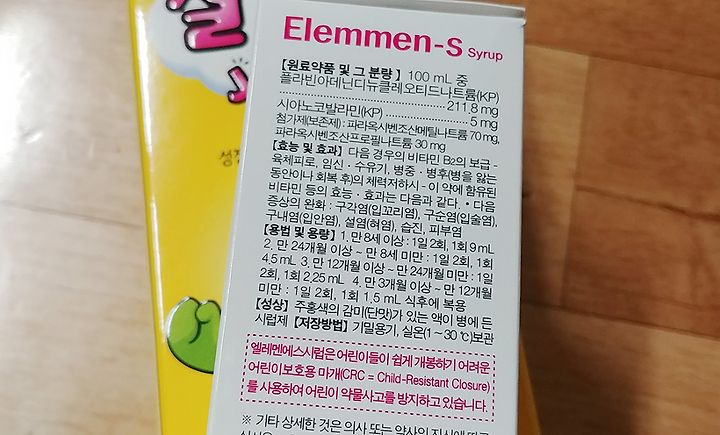 Elemmen-S Syrup
【원료약품 및 그 분량】 100 mL 중
플라빈아데닌디뉴클레오티드나트륨(KP)
211.8 mg
시아노코발라민(KP) 5 mg
첨가제(보존제) : 파라옥시벤조산메틸나트륨 70 mg,
파라옥시벤조산프로필나트륨 30 mg
【효능 및 효과】 다음 경우의 비타민 B₂의 보급 -
육체피로, 임신 · 수유기, 병중 · 병후(병을 앓는
동안이나 회복 후)의 체력저하시 - 이 약에 함유된
비타민 등의 효능 · 효과는 다음과 같다. • 다음
증상의 완화 : 구각염(입꼬리염), 구순염(입술염),
구내염(입안염), 설염(혀염), 습진, 피부염
【용법 및 용량】 1. 만 8세 이상 : 1일 2회, 1회 9 mL
2. 만 24개월 이상 ~ 만 8세 미만 : 1일 2회, 1회
4.5 mL 3. 만 12개월 이상 ~ 만 24개월 미만 : 1일
2회, 1회 2.25 mL 4. 만 3개월 이상 ~ 만 12개월
미만 : 1일 2회, 1회 1.5 mL 식후에 복용
【성상】 주홍색의 감미(단맛)가 있는 액이 병에 든
시럽제 【저장방법】 기밀용기, 실온(1~30 ℃)보관
엘레멘에스시럽은 어린이들이 쉽게 개봉하기 어려운
어린이보호용 마개(CRC = Child-Resistant Closure)
를 사용하여 어린이 약물사고를 방지하고 있습니다.
※ 기타 상세한 것은 의사 또는 약사의 지시에 따르